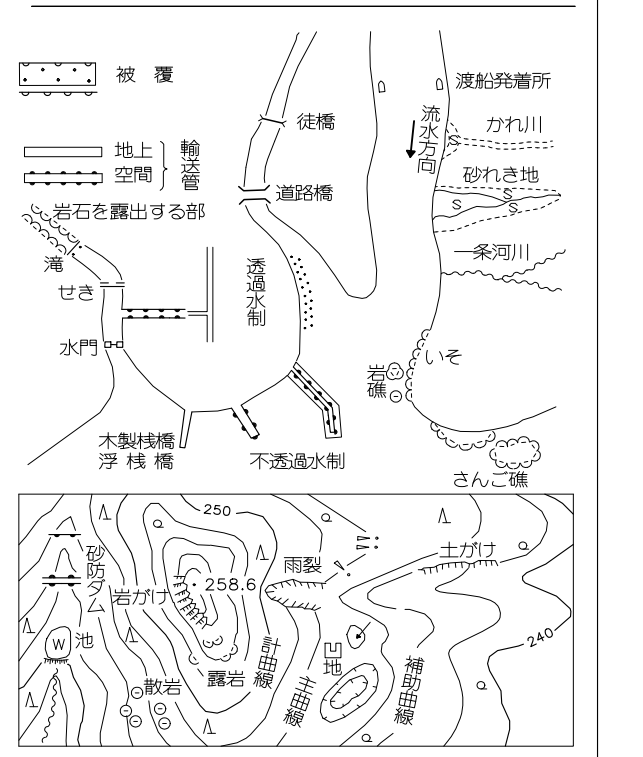 被 覆
渡船発着所
流水方向
徒橋
かれ川
地上
空間
輸送管
砂れき地
S
S
S
道路橋
岩石を露出する部
一条河川
滝
透過水制
せき
水門
いそ
岩礁
木製桟橋
浮桟橋
不透過水制
さんご礁
250
砂防ダム
雨裂
土がけ
岩がけ
258.6
W
池
計曲線
凹地
補助曲線
240
露岩
主曲線
散岩